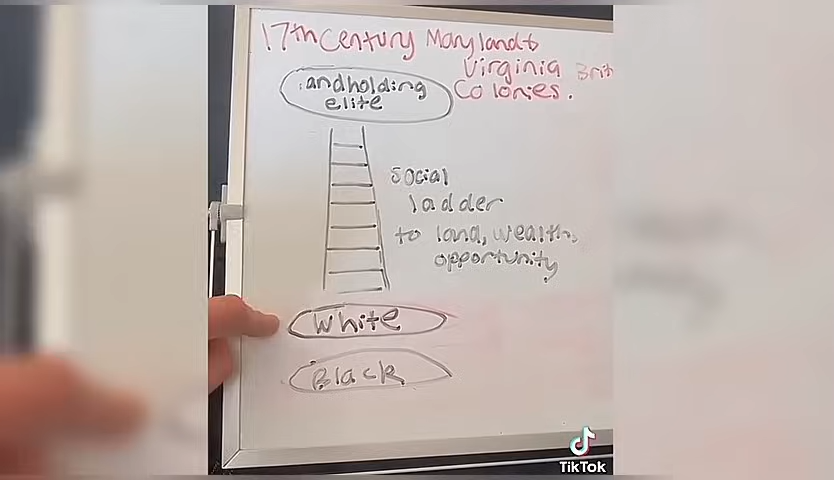 17th Century Maryland &
Virginia Brit
Colonies.
landholding
elite
social
ladder
to land, wealth,
opportunity
White
Black
TikTok